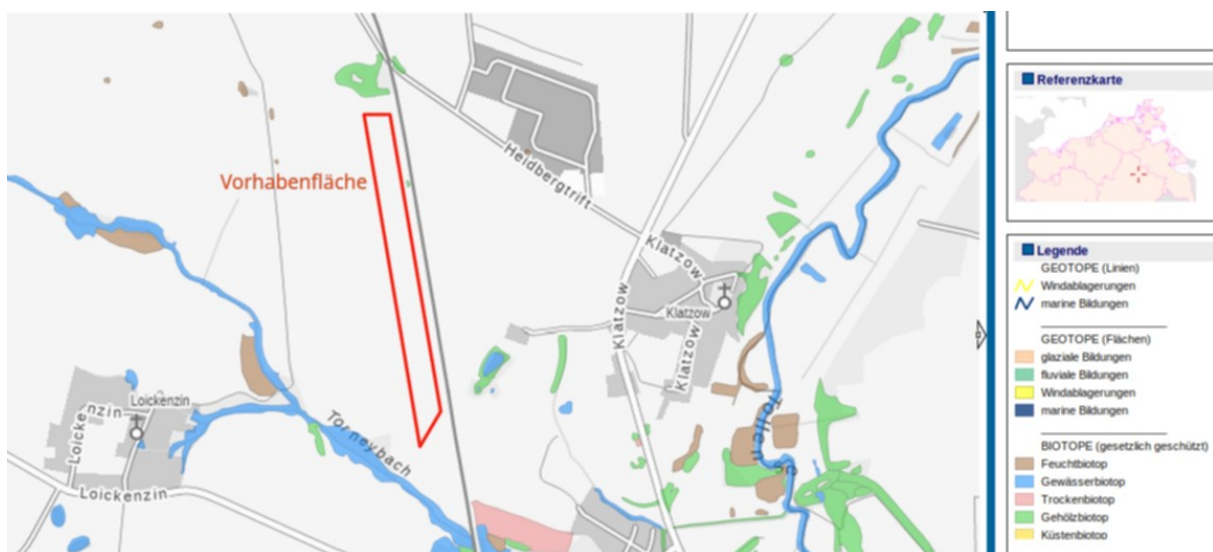 Vorhabenfläche
Heidbergtrift
Klatzow
Klatzow
Klatzow
Klatzow
Loickenzin
Loickenzin
Loickenzin
Torneybach
Tollense
Referenzkarte
Legende
GEOTOPE (Linien)
Windablagerungen
marine Bildungen
GEOTOPE (Flächen)
glaziale Bildungen
fluviale Bildungen
Windablagerungen
marine Bildungen
BIOTOPE (gesetzlich geschützt)
Feuchtbiotop
Gewässerbiotop
Trockenbiotop
Gehölzbiotop
Küstenbiotop